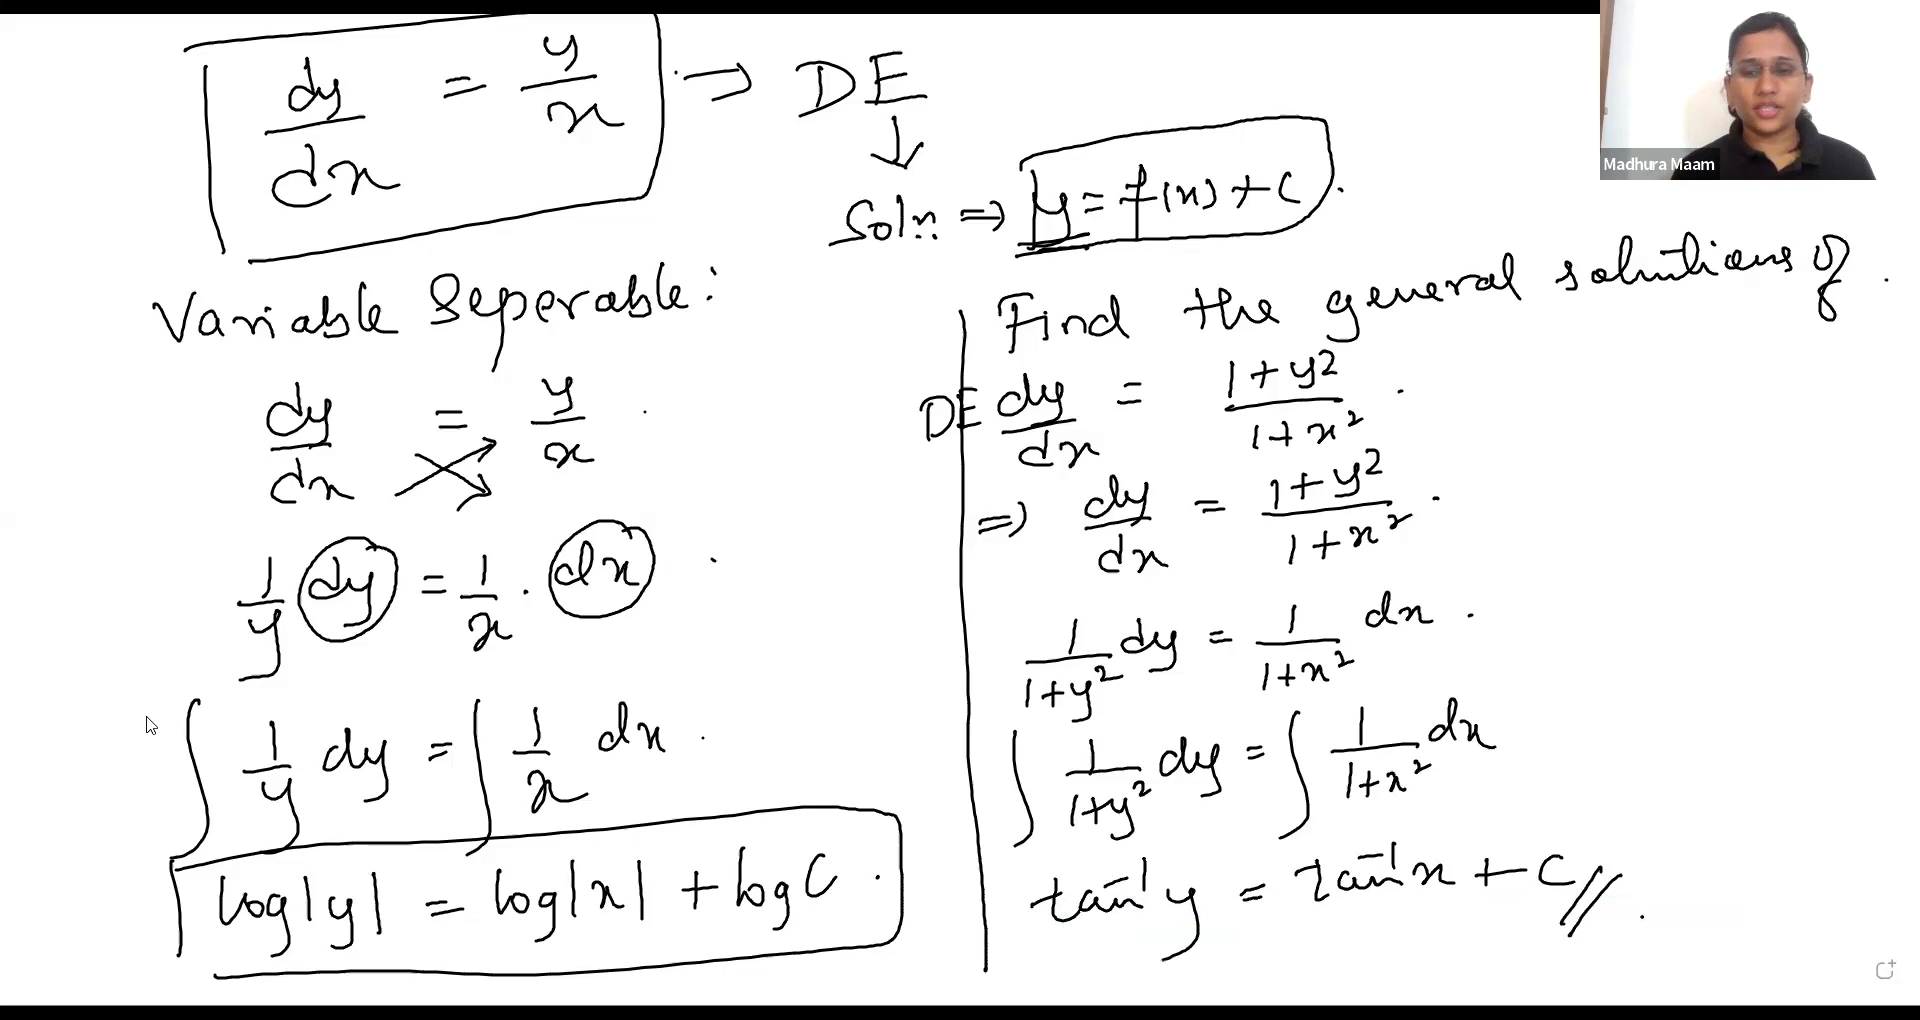 dy/dx = y/x → DE
↓
Soln ⇒ y = f(x) + C
Madhura Maam
Variable Seperable:
dy/dx = y/x
1/y dy = 1/x . dx
∫ 1/y dy = ∫ 1/x dx
log|y| = log|x| + log C
Find the general solutions of
DE dy/dx = 1+y²/1+x²
⇒ dy/dx = 1+y²/1+x²
1/1+y² dy = 1/1+x² dx
∫ 1/1+y² dy = ∫ 1/1+x² dx
tan⁻¹y = tan⁻¹x + C //